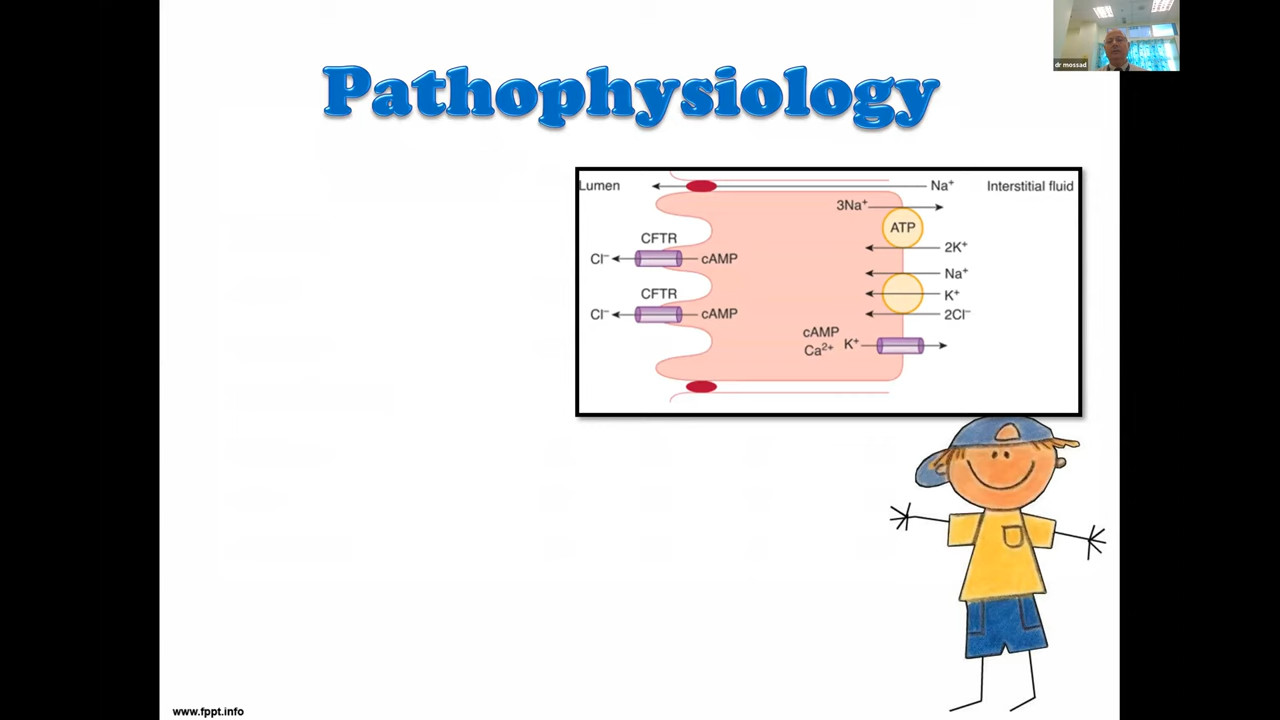 dr mossad
Pathophysiology
Lumen
Na⁺
Interstitial fluid
3Na⁺
ATP
CFTR
2K⁺
Cl⁻
cAMP
Na⁺
CFTR
K⁺
Cl⁻
cAMP
2Cl⁻
cAMP
Ca²⁺
K⁺
www.fppt.info